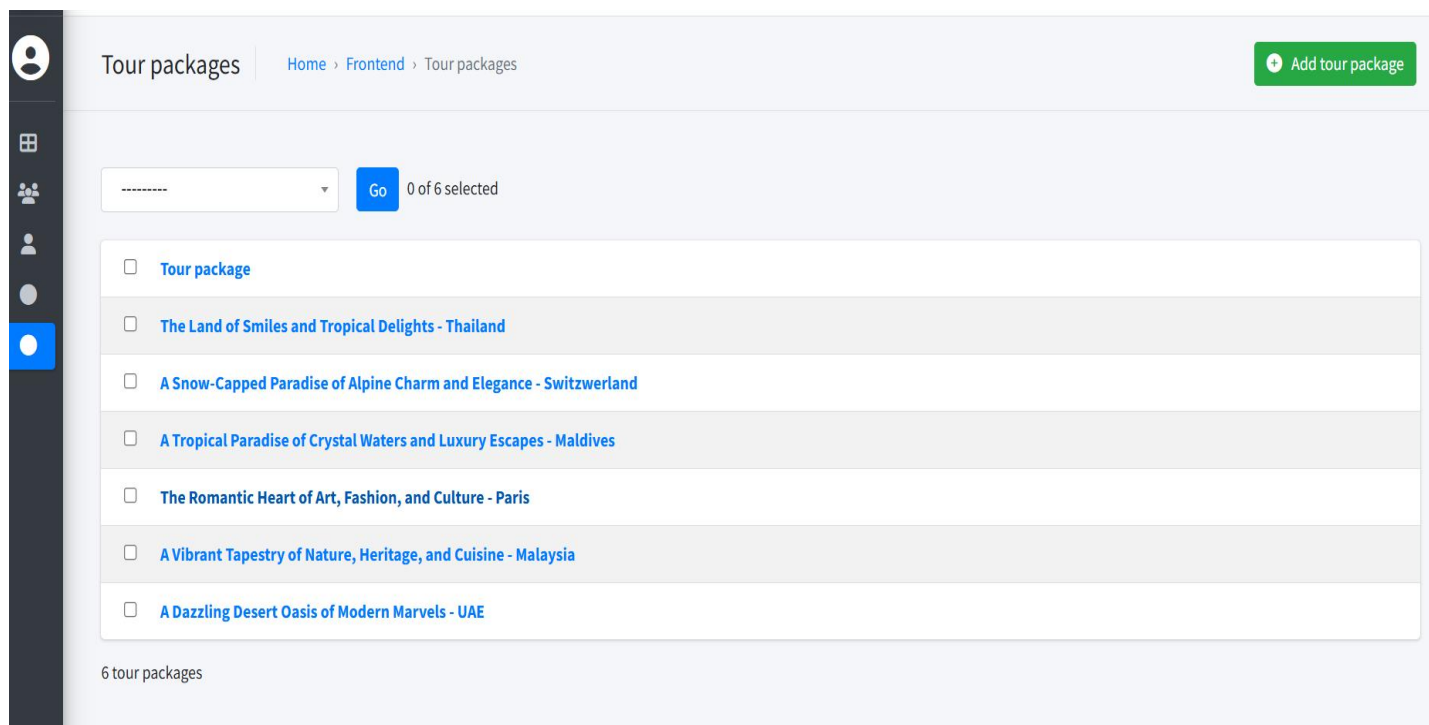 Tour packages
Home › Frontend › Tour packages
Add tour package
---------
Go
0 of 6 selected
Tour package
The Land of Smiles and Tropical Delights - Thailand
A Snow-Capped Paradise of Alpine Charm and Elegance - Switzwerland
A Tropical Paradise of Crystal Waters and Luxury Escapes - Maldives
The Romantic Heart of Art, Fashion, and Culture - Paris
A Vibrant Tapestry of Nature, Heritage, and Cuisine - Malaysia
A Dazzling Desert Oasis of Modern Marvels - UAE
6 tour packages